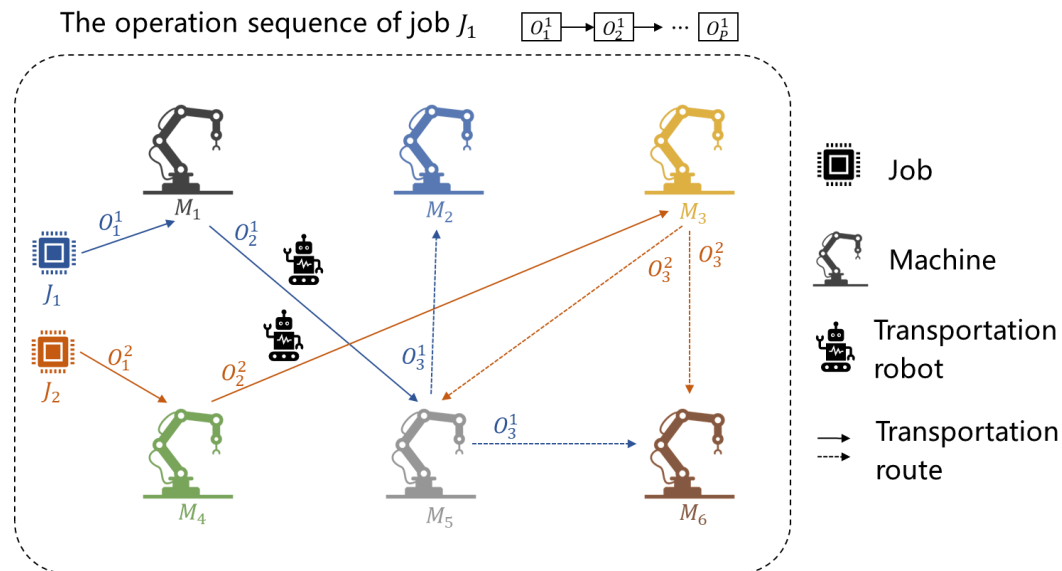 The operation sequence of job J₁
O₁¹ O₂¹ ... O_P¹
M₁ M₂ M₃
O₁¹ O₂¹
J₁
O₃² O₃²
O₁² O₂² O₃¹
J₂
O₃¹
M₄ M₅ M₆
Job
Machine
Transportation
robot
Transportation
route